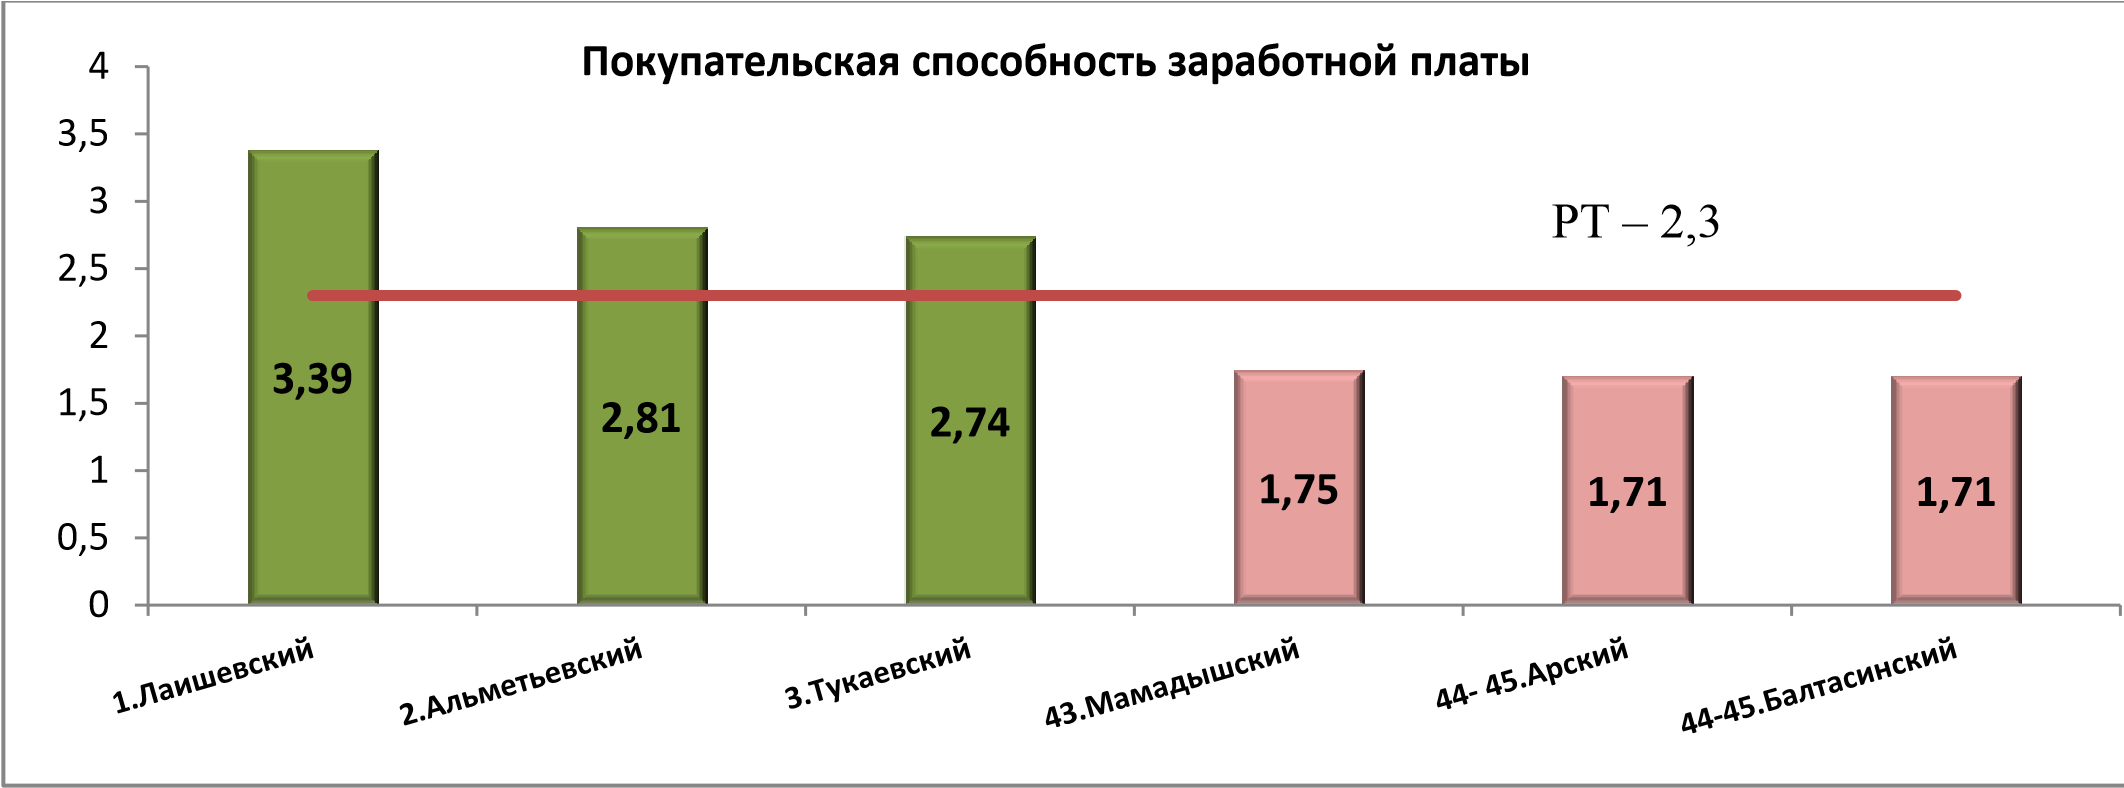 Покупательская способность заработной платы
4
3,5
3
2,5
2
1,5
1
0,5
0
РТ – 2,3
3,39
2,81
2,74
1,75
1,71
1,71
1.Лаишевский
2.Альметьевский
3.Тукаевский
43.Мамадышский
44- 45.Арский
44-45.Балтасинский